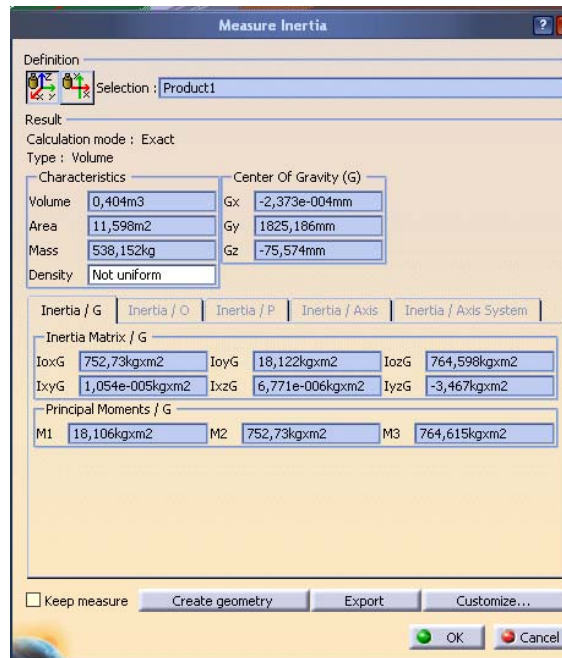 Measure Inertia
Definition
Selection : Product1
Result
Calculation mode : Exact
Type : Volume
Characteristics
Center Of Gravity (G)
Volume 0,404m3 Gx -2,373e-004mm
Area 11,598m2 Gy 1825,186mm
Mass 538,152kg Gz -75,574mm
Density Not uniform
Inertia / G Inertia / O Inertia / P Inertia / Axis Inertia / Axis System
Inertia Matrix / G
IoxG 752,73kgxm2 IoyG 18,122kgxm2 IozG 764,598kgxm2
IxyG 1,054e-005kgxm2 IxzG 6,771e-006kgxm2 IyzG -3,467kgxm2
Principal Moments / G
M1 18,106kgxm2 M2 752,73kgxm2 M3 764,615kgxm2
Keep measure Create geometry Export Customize...
OK Cancel